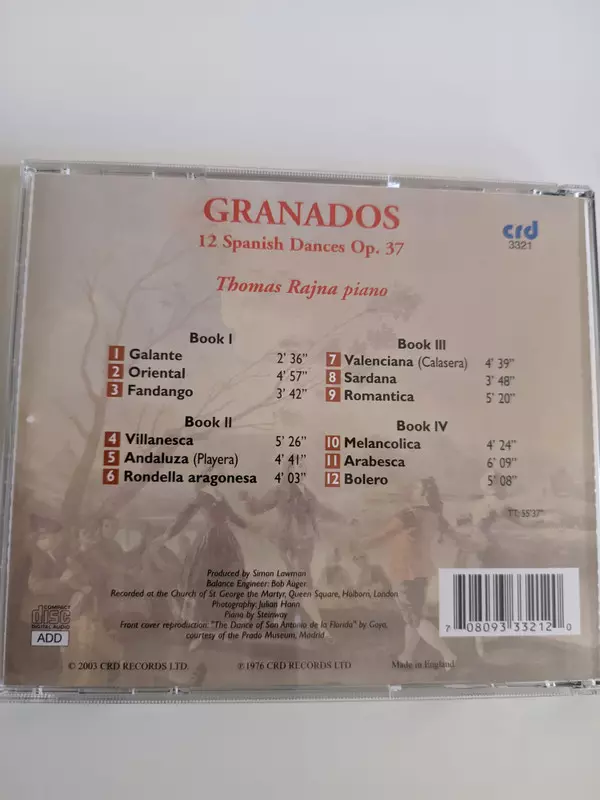 GRANADOS
12 Spanish Dances Op. 37
crd
3321
Thomas Rajna piano
Book I
1 Galante 2' 36"
2 Oriental 4' 57"
3 Fandango 3' 42"
Book II
4 Villanesca 5' 26"
5 Andaluza (Playera) 4' 41"
6 Rondella aragonesa 4' 03"
Book III
7 Valenciana (Calasera) 4' 39"
8 Sardana 3' 48"
9 Romantica 5' 20"
Book IV
10 Melancolica 4' 24"
11 Arabesca 6' 09"
12 Bolero 5' 08"
TT: 55'37"
Produced by Simon Lawman
Balance Engineer: Bob Auger
Recorded at the Church of St George the Martyr, Queen Square, Holborn, London
Photography: Julian Hann
Piano by Steinway
Front cover reproduction: "The Dance of San Antonio de la Florida" by Goya,
courtesy of the Prado Museum, Madrid
COMPACT
disc
DIGITAL AUDIO
ADD
7 08093 33212 0
© 2003 CRD RECORDS LTD.
℗ 1976 CRD RECORDS LTD
Made in England